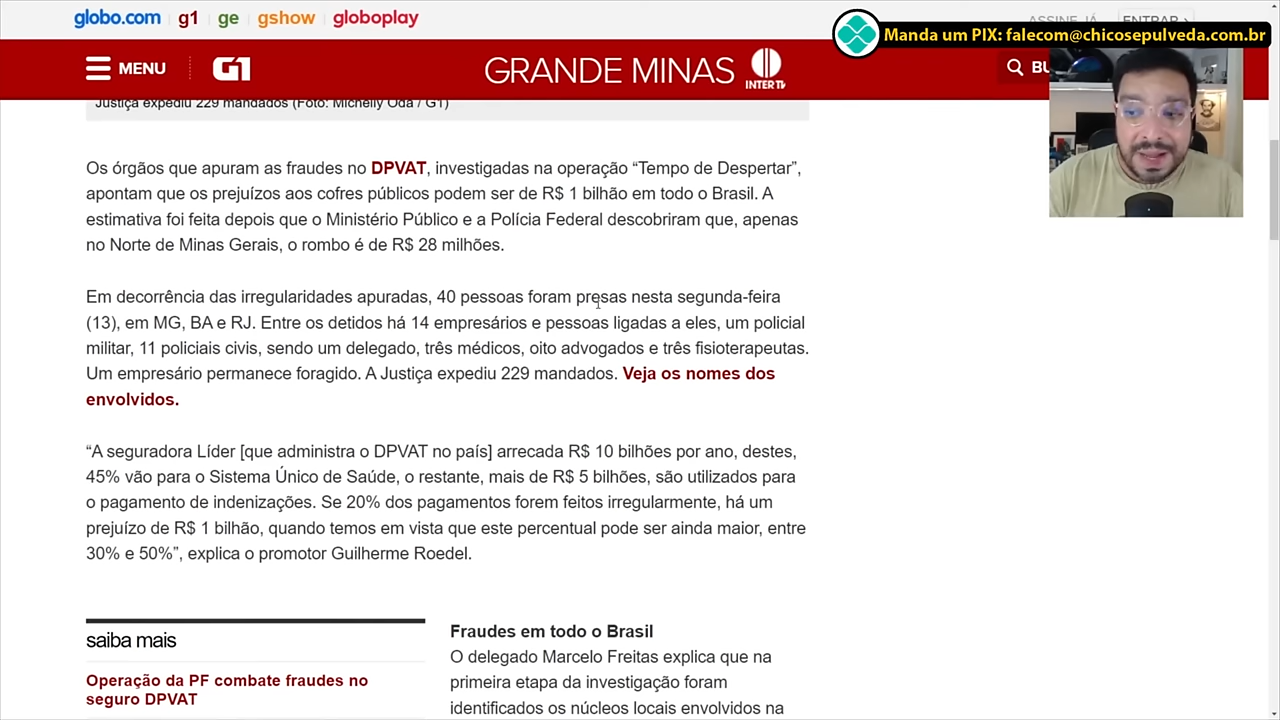 globo.com g1 ge gshow globoplay
ASSINE JÁ ENTRAR ›
Manda um PIX: falecom@chicosepulveda.com.br
MENU G1 GRANDE MINAS INTER TV BU
Justiça expediu 229 mandados (Foto: Michelly Oda / G1)
Os órgãos que apuram as fraudes no DPVAT, investigadas na operação “Tempo de Despertar”,
apontam que os prejuízos aos cofres públicos podem ser de R$ 1 bilhão em todo o Brasil. A
estimativa foi feita depois que o Ministério Público e a Polícia Federal descobriram que, apenas
no Norte de Minas Gerais, o rombo é de R$ 28 milhões.
Em decorrência das irregularidades apuradas, 40 pessoas foram presas nesta segunda-feira
(13), em MG, BA e RJ. Entre os detidos há 14 empresários e pessoas ligadas a eles, um policial
militar, 11 policiais civis, sendo um delegado, três médicos, oito advogados e três fisioterapeutas.
Um empresário permanece foragido. A Justiça expediu 229 mandados. Veja os nomes dos
envolvidos.
“A seguradora Líder [que administra o DPVAT no país] arrecada R$ 10 bilhões por ano, destes,
45% vão para o Sistema Único de Saúde, o restante, mais de R$ 5 bilhões, são utilizados para
o pagamento de indenizações. Se 20% dos pagamentos forem feitos irregularmente, há um
prejuízo de R$ 1 bilhão, quando temos em vista que este percentual pode ser ainda maior, entre
30% e 50%”, explica o promotor Guilherme Roedel.
saiba mais
Operação da PF combate fraudes no
seguro DPVAT
Fraudes em todo o Brasil
O delegado Marcelo Freitas explica que na
primeira etapa da investigação foram
identificados os núcleos locais envolvidos na